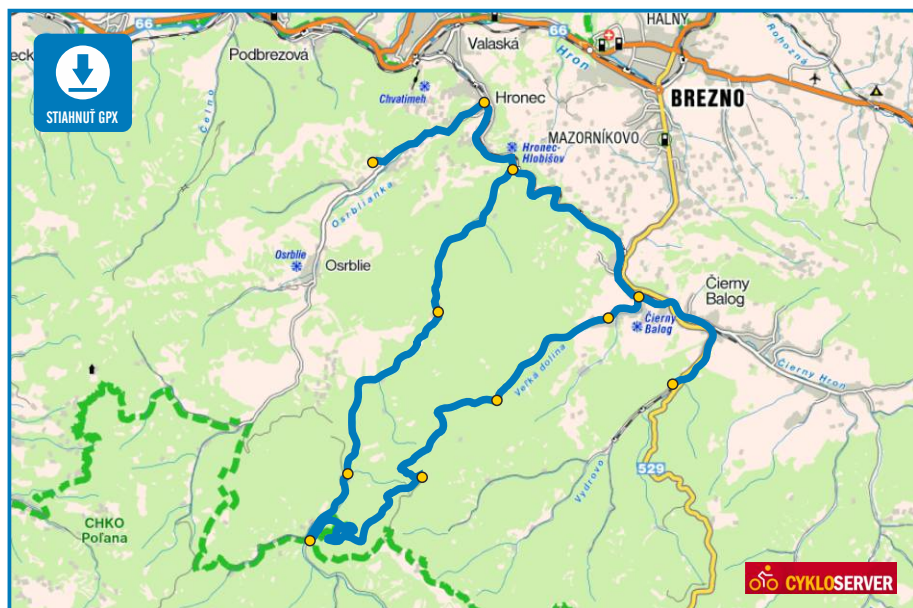 66
Podbrezová
Valaská
66
HALNY
Hron
Rohozná
STIAHNUŤ GPX
Čelno
Chvatimeh
Hronec
BREZNO
MAZORNÍKOVO
Hronec-
Hlobišov
Osrblianka
Osrblie
Osrblie
Čierny
Balog
Čierny
Balog
Veľká dolina
Čierny Hron
Vydrovo
529
CHKO
Poľana
CYKLOSERVER